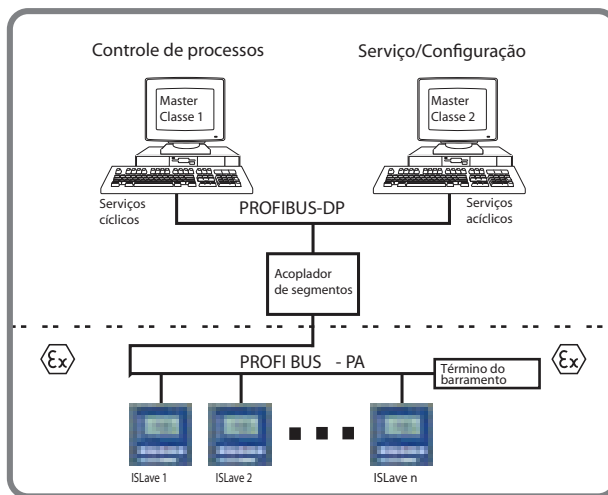 Controle de processos
Serviço/Configuração
Master
Classe 1
Master
Classe 2
Serviços
cíclicos
PROFIBUS-DP
Serviços
acíclicos
Acoplador
de segmentos
Ex
Ex
PROFI BUS - PA
Término do
barramento
ISLave 1
ISLave 2
ISLave n